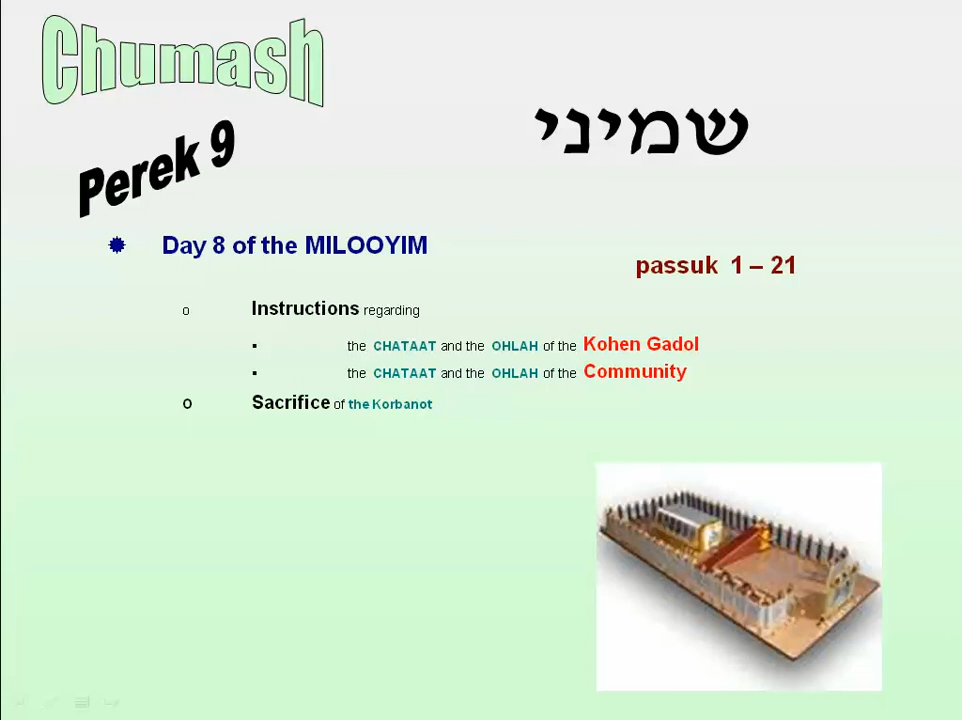 Chumash
שמיני
Perek 9
Day 8 of the MILOOYIM
passuk 1 – 21
Instructions regarding
the CHATAAT and the OHLAH of the Kohen Gadol
the CHATAAT and the OHLAH of the Community
Sacrifice of the Korbanot